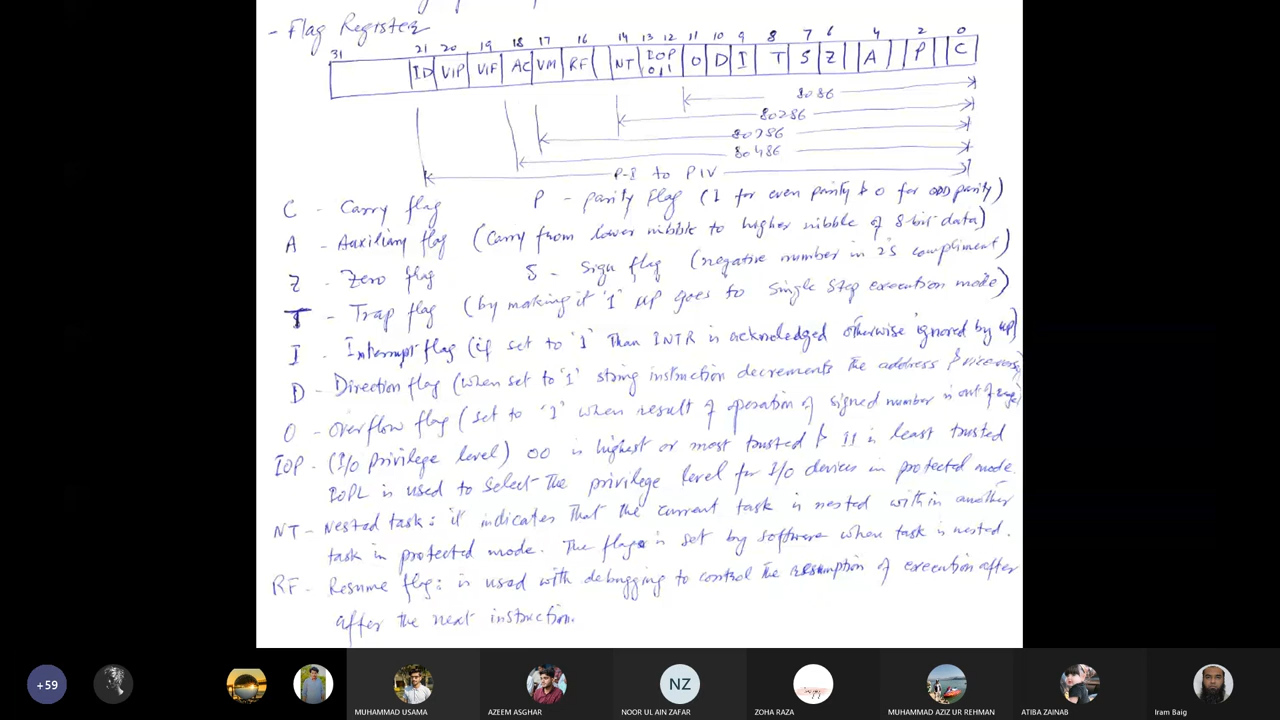 - Flag Register
31 21 20 19 18 17 16 14 13 12 11 10 9 8 7 6 4 2 0
ID VIP VIF AC VM RF NT IOP 0,1 O D I T S Z A P C
8086
80286
80386
80486
P-I to PIV
C - Carry flag P - parity flag (1 for even parity & 0 for ODD parity)
A - Auxiliary flag (carry from lower nibble to higher nibble of 8 bit data)
Z - Zero flag S - Sign flag (negative number in 2's compliment)
T - Trap flag (by making it '1' up goes to single step execution mode)
I - Interrupt flag (if set to '1' Than INTR is acknowledged otherwise ignored by up)
D - Direction flag (when set to '1' string instruction decrements the address & viceversa)
O - Overflow flag (set to '1' when result of operation of signed number is out of range)
IOP - (I/O privilege level) 00 is highest or most trusted & 11 is least trusted
IOPL is used to select the privilege level for I/O devices in protected mode.
NT - Nested task: it indicates that the current task is nested within another
task in protected mode. The flag is set by software when task is nested.
RF - Resume flag: is used with debugging to control the resumption of execution after
after the next instruction.
+59
NZ
MUHAMMAD USAMA AZEEM ASGHAR NOOR UL AIN ZAFAR ZOHA RAZA MUHAMMAD AZIZ UR REHMAN ATIBA ZAINAB Iram Baig